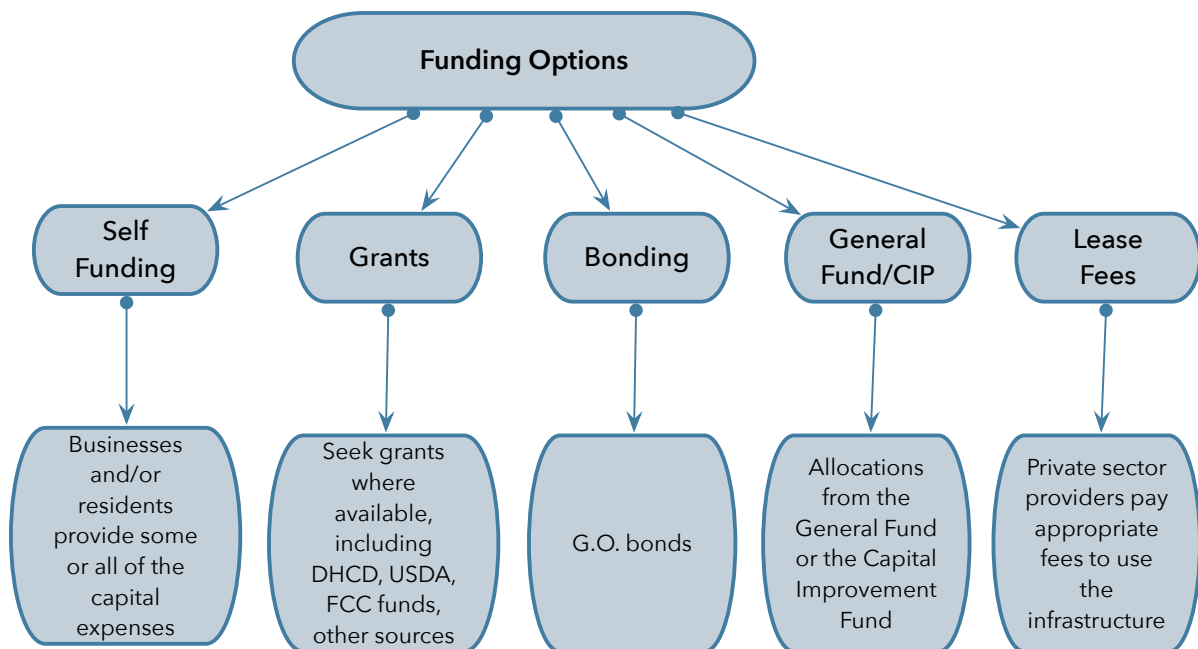 Funding Options
Self
Funding
Grants
Bonding
General
Fund/CIP
Lease
Fees
Businesses
and/or
residents
provide some
or all of the
capital
expenses
Seek grants
where
available,
including
DHCD, USDA,
FCC funds,
other sources
G.O. bonds
Allocations
from the
General Fund
or the Capital
Improvement
Fund
Private sector
providers pay
appropriate
fees to use
the
infrastructure